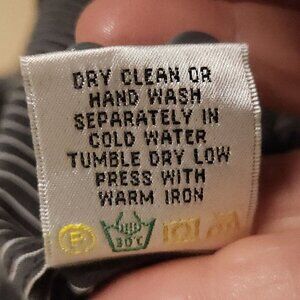 DRY CLEAN OR
HAND WASH
SEPARATELY IN
COLD WATER
TUMBLE DRY LOW
PRESS WITH
WARM IRON
P 30°C